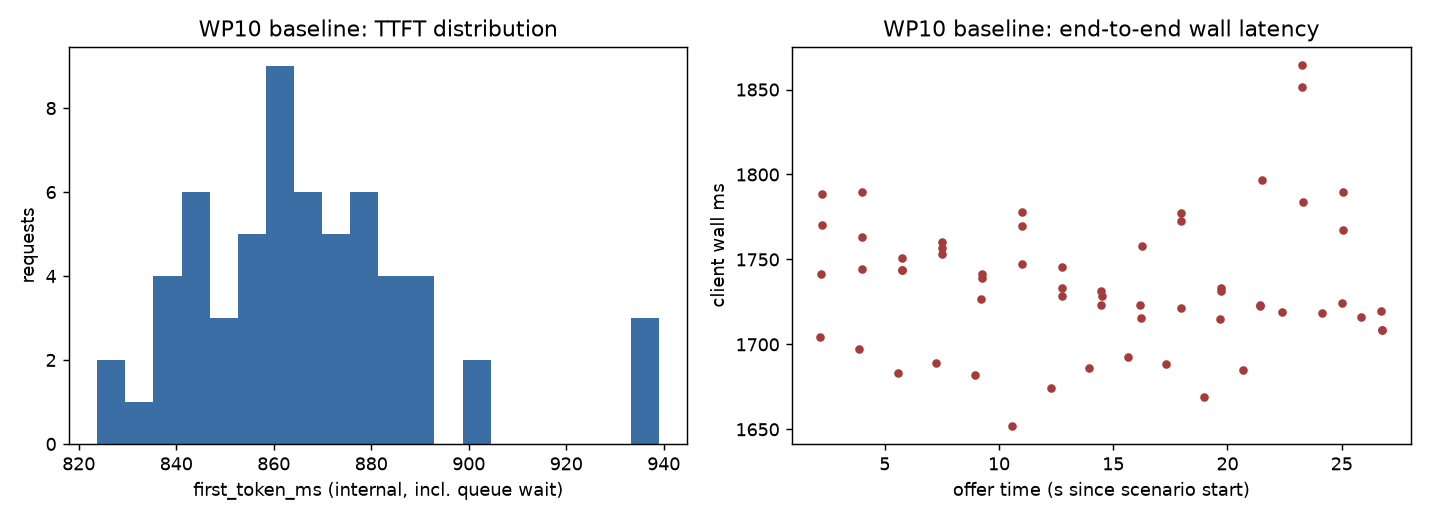 WP10 baseline: TTFT distribution
requests
8
6
4
2
0
820 840 860 880 900 920 940
first_token_ms (internal, incl. queue wait)
WP10 baseline: end-to-end wall latency
client wall ms
1850
1800
1750
1700
1650
5 10 15 20 25
offer time (s since scenario start)